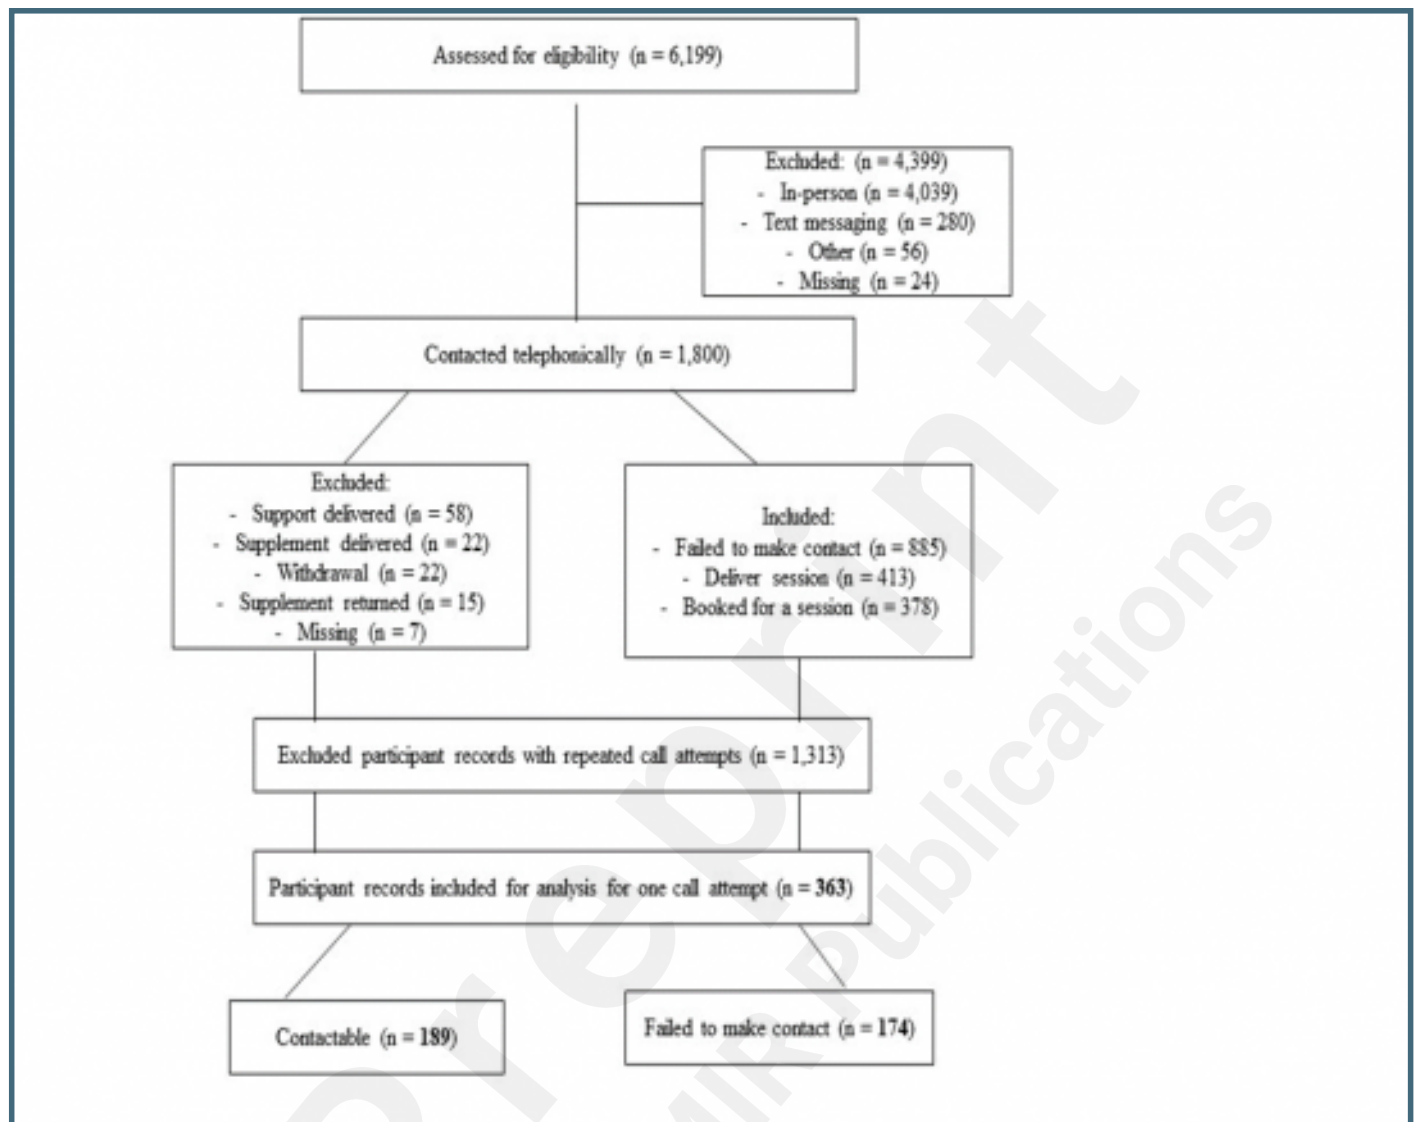 Assessed for eligibility (n = 6,199)
Excluded: (n = 4,399)
- In-person (n = 4,039)
- Text messaging (n = 280)
- Other (n = 56)
- Missing (n = 24)
Contacted telephonically (n = 1,800)
Excluded:
- Support delivered (n = 58)
- Supplement delivered (n = 22)
- Withdrawal (n = 22)
- Supplement returned (n = 15)
- Missing (n = 7)
Included:
- Failed to make contact (n = 885)
- Deliver session (n = 413)
- Booked for a session (n = 378)
Excluded participant records with repeated call attempts (n = 1,313)
Participant records included for analysis for one call attempt (n = 363)
Contactable (n = 189)
Failed to make contact (n = 174)
Preprint
MIR Publications